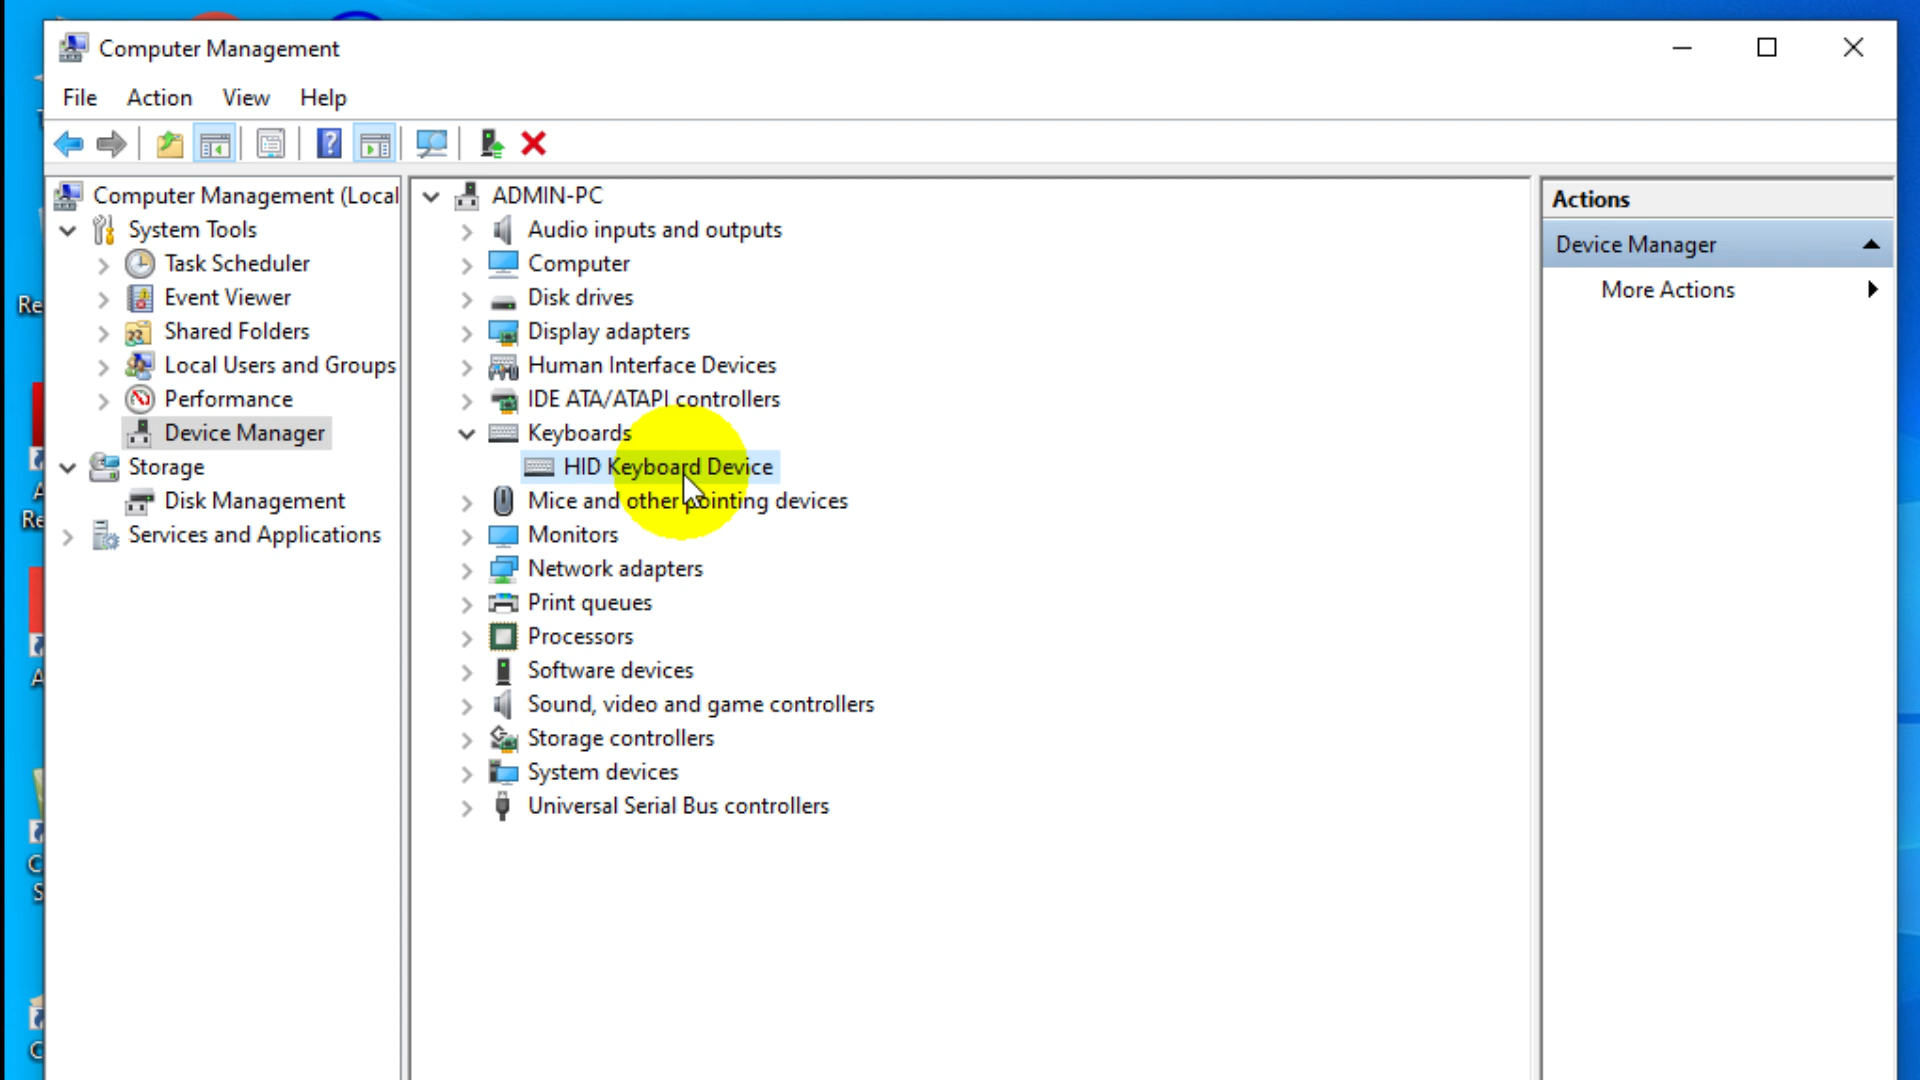 Computer Management
File Action View Help
Computer Management (Local
System Tools
Task Scheduler
Event Viewer
Shared Folders
Local Users and Groups
Performance
Device Manager
Storage
Disk Management
Services and Applications
ADMIN-PC
Audio inputs and outputs
Computer
Disk drives
Display adapters
Human Interface Devices
IDE ATA/ATAPI controllers
Keyboards
HID Keyboard Device
Mice and other pointing devices
Monitors
Network adapters
Print queues
Processors
Software devices
Sound, video and game controllers
Storage controllers
System devices
Universal Serial Bus controllers
Actions
Device Manager
More Actions
Re
Re